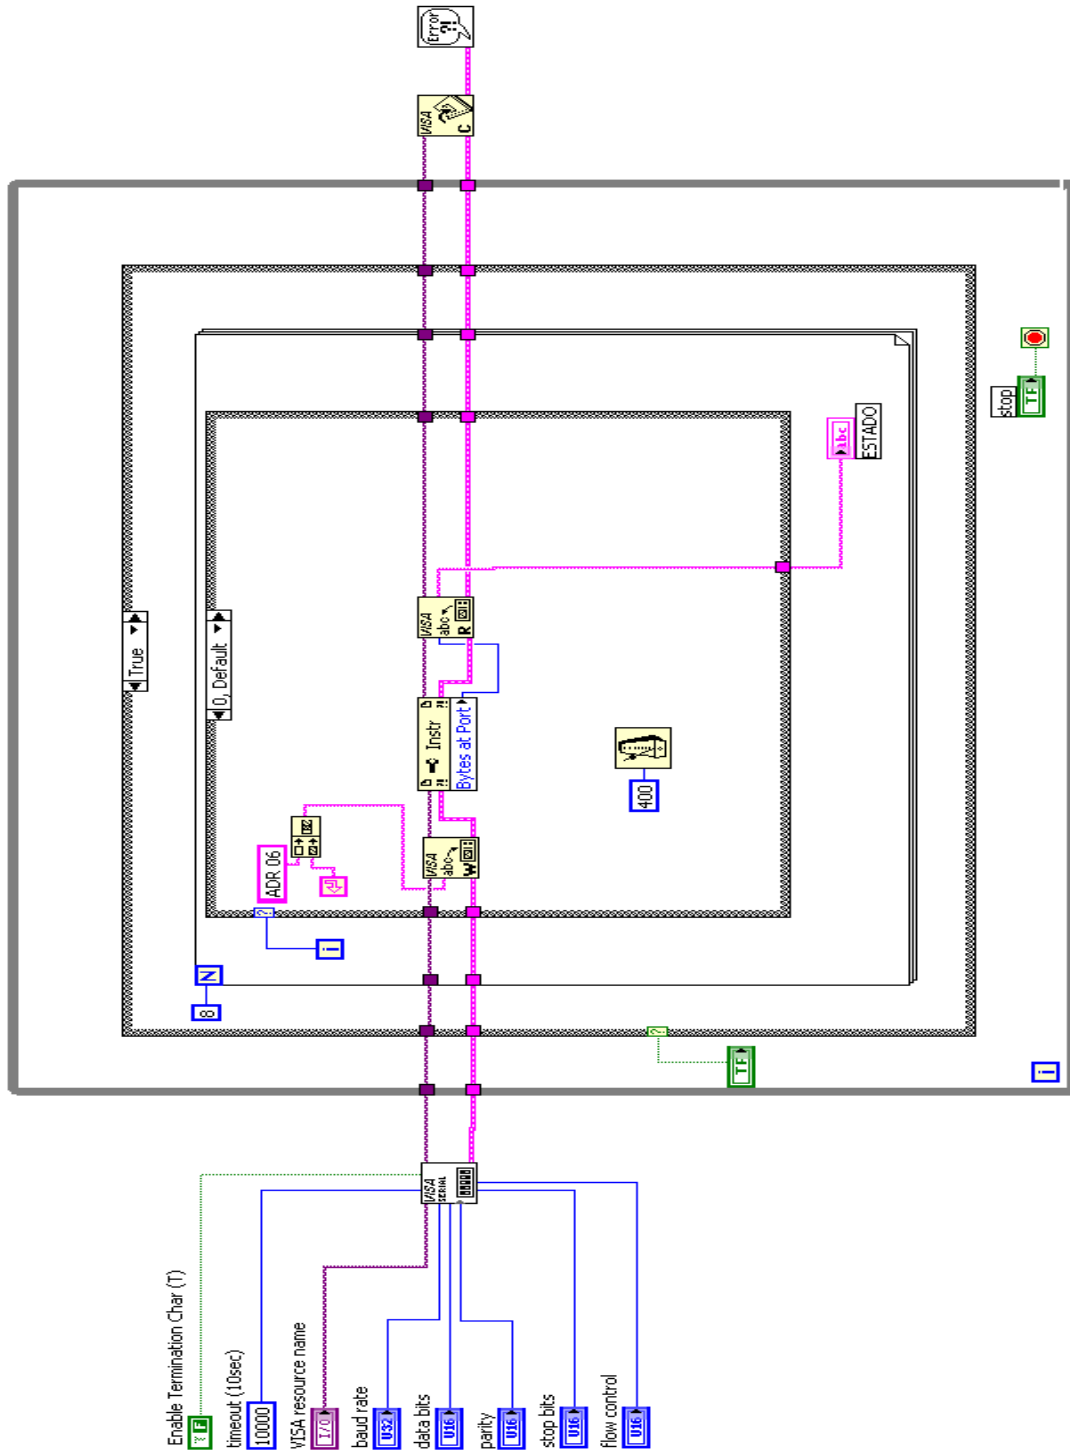 Enable Termination Char (T)
F
timeout (10sec)
10000
VISA resource name
I/O
baud rate
U32
data bits
U16
parity
U16
stop bits
U16
flow control
U16
VISA
SERIAL
True
TF
8
N
i
0, Default
ADR 06
VISA
abc
W
Instr
Bytes at Port
VISA
abc
R
400
abc
ESTADO
stop
TF
i
VISA
C
Error
?!